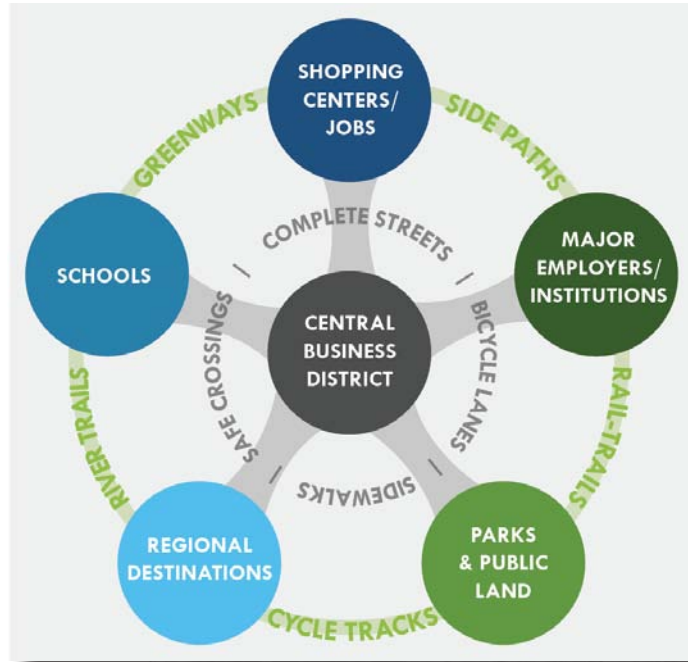 SHOPPING
CENTERS/
JOBS
GREENWAYS
SIDE PATHS
COMPLETE STREETS
SCHOOLS
MAJOR
EMPLOYERS/
INSTITUTIONS
CENTRAL
BUSINESS
DISTRICT
SAFE CROSSINGS
BICYCLE LANES
RIVER TRAILS
RAIL-TRAILS
SIDEWALKS
REGIONAL
DESTINATIONS
PARKS
& PUBLIC
LAND
CYCLE TRACKS